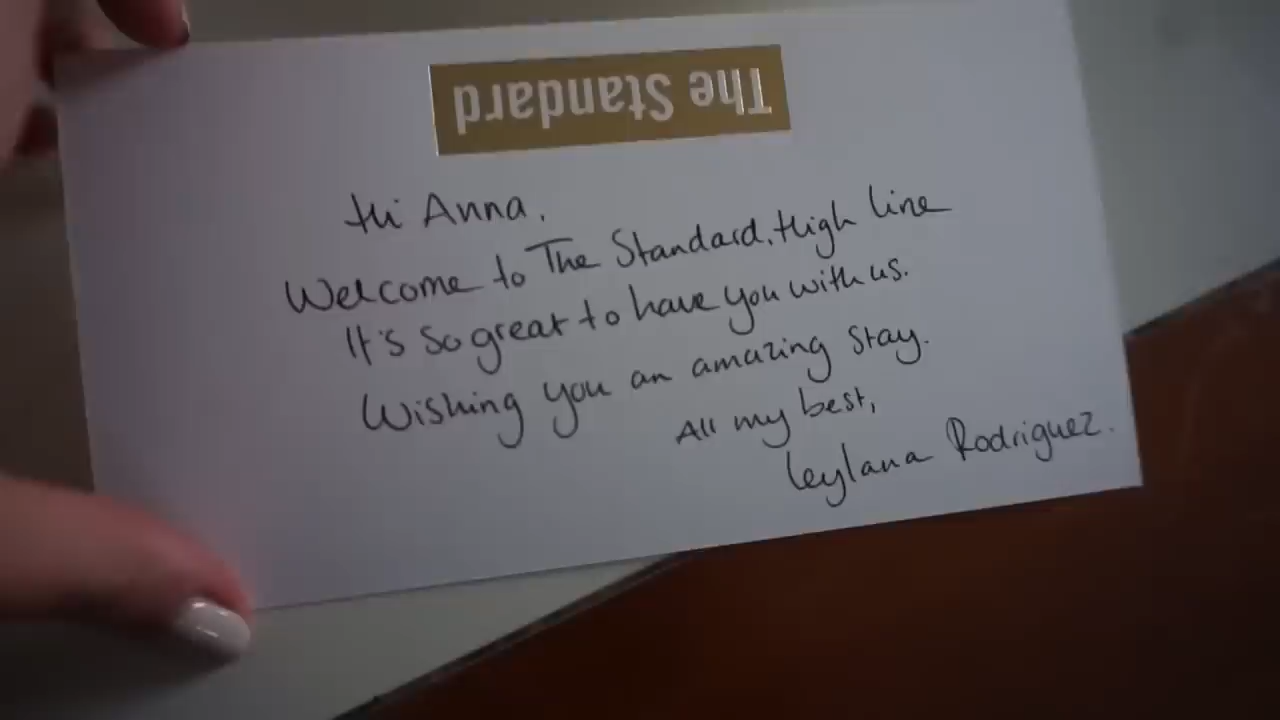 The Standard
Hi Anna,
Welcome to The Standard, High Line
It's so great to have you with us.
Wishing you an amazing stay.
All my best,
Leylana Rodriguez.